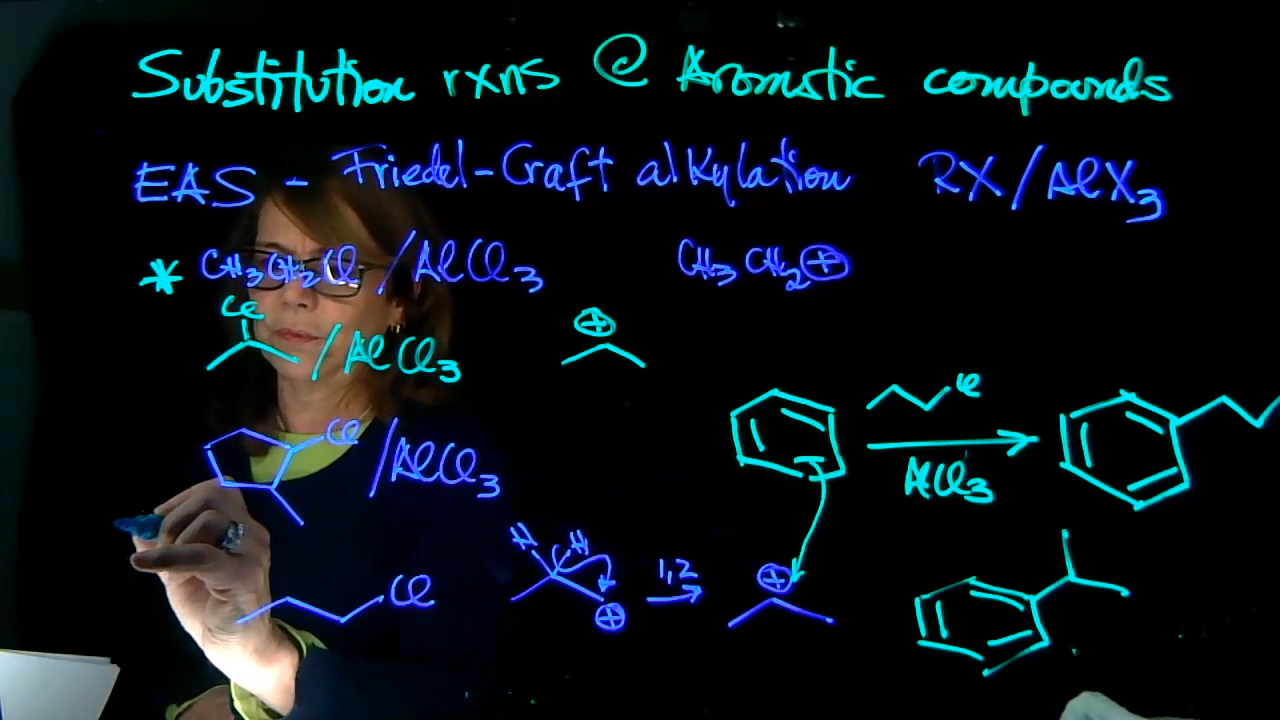 Substitution rxns @ Aromatic compounds
EAS - Friedel-Craft alkylation RX/AlX3
* CH3CH2Cl/AlCl3 CH3CH2⊕
Cl
/AlCl3 ⊕
Cl
Cl/AlCl3
AlCl3
H H
⊕ 1,2 ⊕
Cl